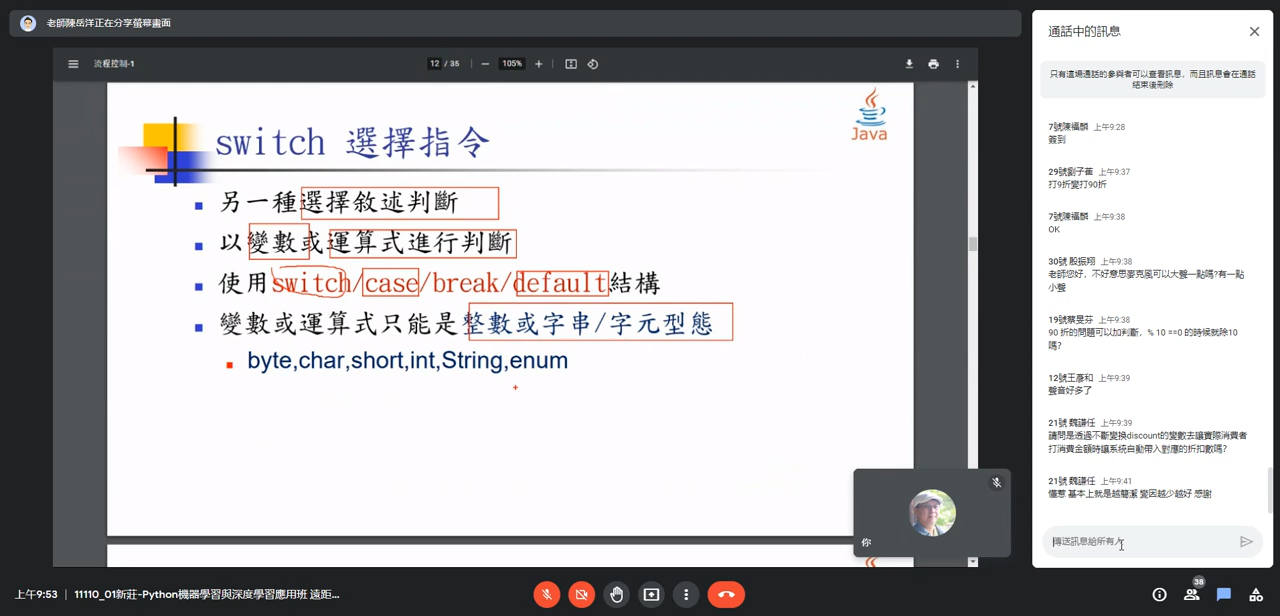 老師陳岳洋正在分享螢幕畫面
流程控制-1
12 / 35
105%
Java
switch 選擇指令
另一種選擇敘述判斷
以變數或運算式進行判斷
使用switch/case/break/default結構
變數或運算式只能是整數或字串/字元型態
byte,char,short,int,String,enum
你
上午9:53 | 11110_01新莊-Python機器學習與深度學習應用班 遠距...
通話中的訊息
只有這場通話的參與者可以查看訊息，而且訊息會在通話
結束後刪除
7號陳福麟 上午9:28
簽到
29號劉子萑 上午9:37
打9折變打90折
7號陳福麟 上午9:38
OK
30號 殷振翔 上午9:38
老師您好，不好意思麥克風可以大聲一點嗎?有一點
小聲
19號蔡旻芬 上午9:38
90 折的問題可以加判斷，% 10 ==0 的時候就除10
嗎?
12號王彥和 上午9:39
聲音好多了
21號 魏謙任 上午9:39
請問是透過不斷變換discount的變數去讓實際消費者
打消費金額時讓系統自動帶入對應的折扣數嗎?
21號 魏謙任 上午9:41
懂惹 基本上就是越簡潔 變因越少越好 感謝
傳送訊息給所有人
38